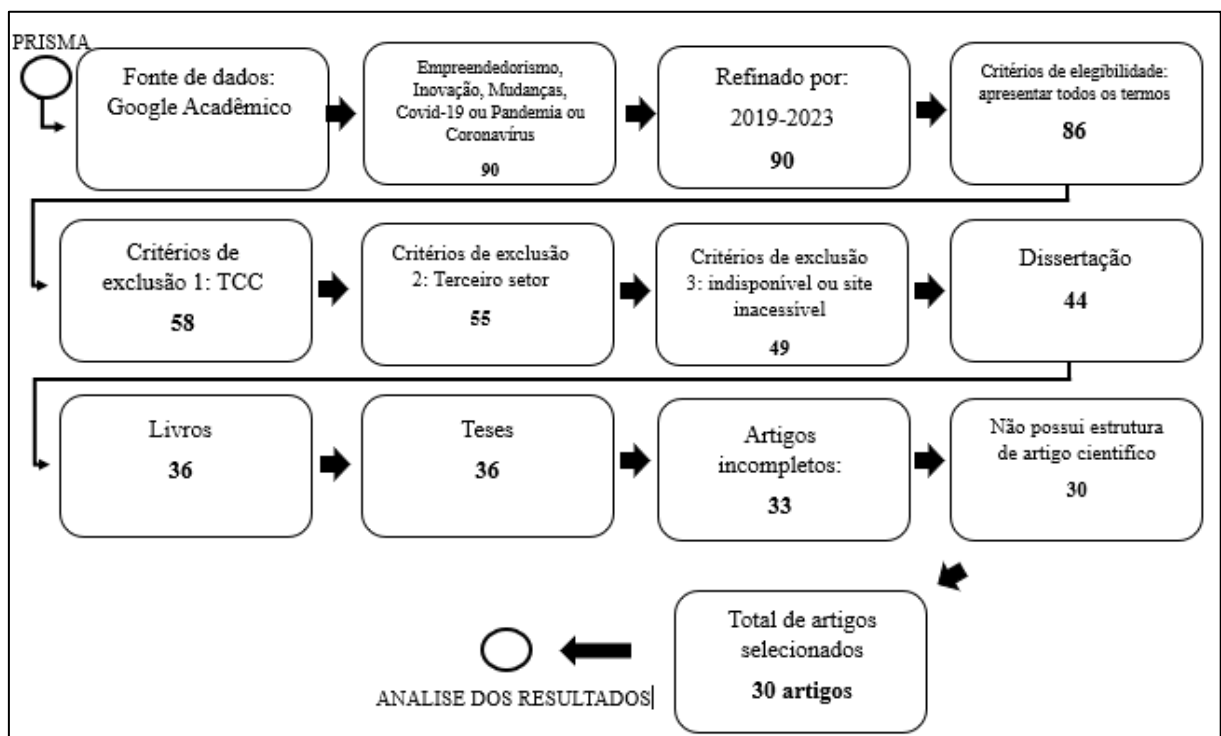 PRISMA
Fonte de dados:
Google Acadêmico
Empreendedorismo,
Inovação, Mudanças,
Covid-19 ou Pandemia ou
Coronavírus
90
Refinado por:
2019-2023
90
Critérios de elegibilidade:
apresentar todos os termos
86
Critérios de
exclusão 1: TCC
58
Critérios de exclusão
2: Terceiro setor
55
Critérios de exclusão
3: indisponível ou site
inacessível
49
Dissertação
44
Livros
36
Teses
36
Artigos
incompletos:
33
Não possui estrutura
de artigo cientifico
30
Total de artigos
selecionados
30 artigos
ANALISE DOS RESULTADOS